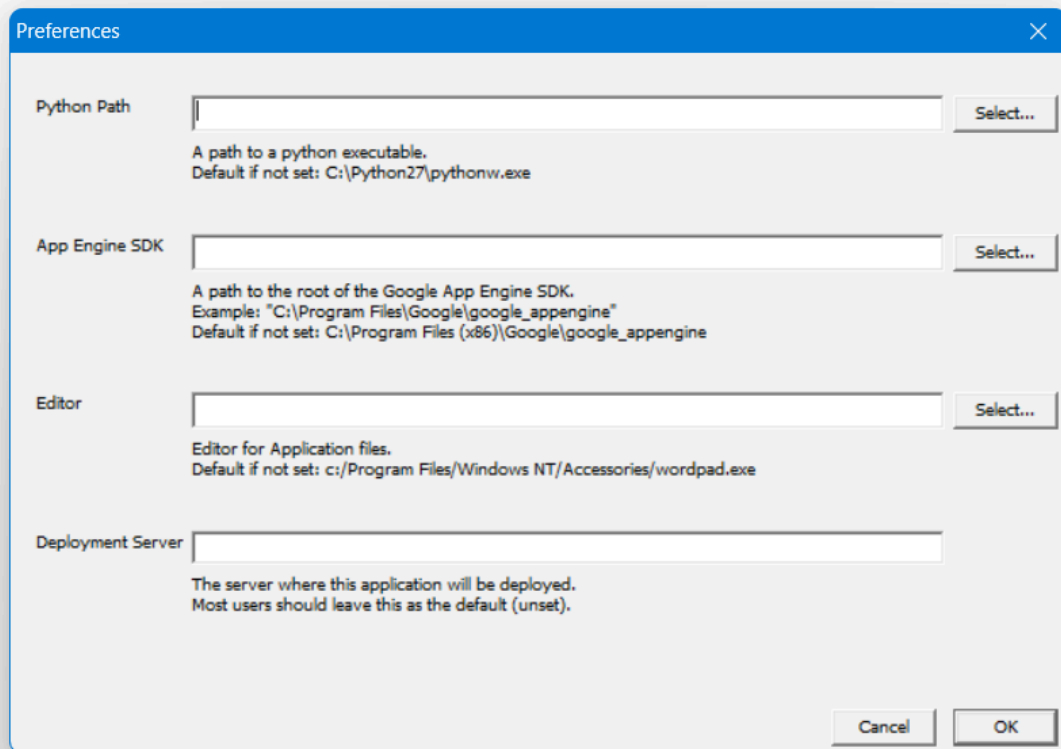 Preferences
Python Path
Select...
A path to a python executable.
Default if not set: C:\Python27\pythonw.exe
App Engine SDK
Select...
A path to the root of the Google App Engine SDK.
Example: "C:\Program Files\Google\google_appengine"
Default if not set: C:\Program Files (x86)\Google\google_appengine
Editor
Select...
Editor for Application files.
Default if not set: c:/Program Files/Windows NT/Accessories/wordpad.exe
Deployment Server
The server where this application will be deployed.
Most users should leave this as the default (unset).
Cancel OK